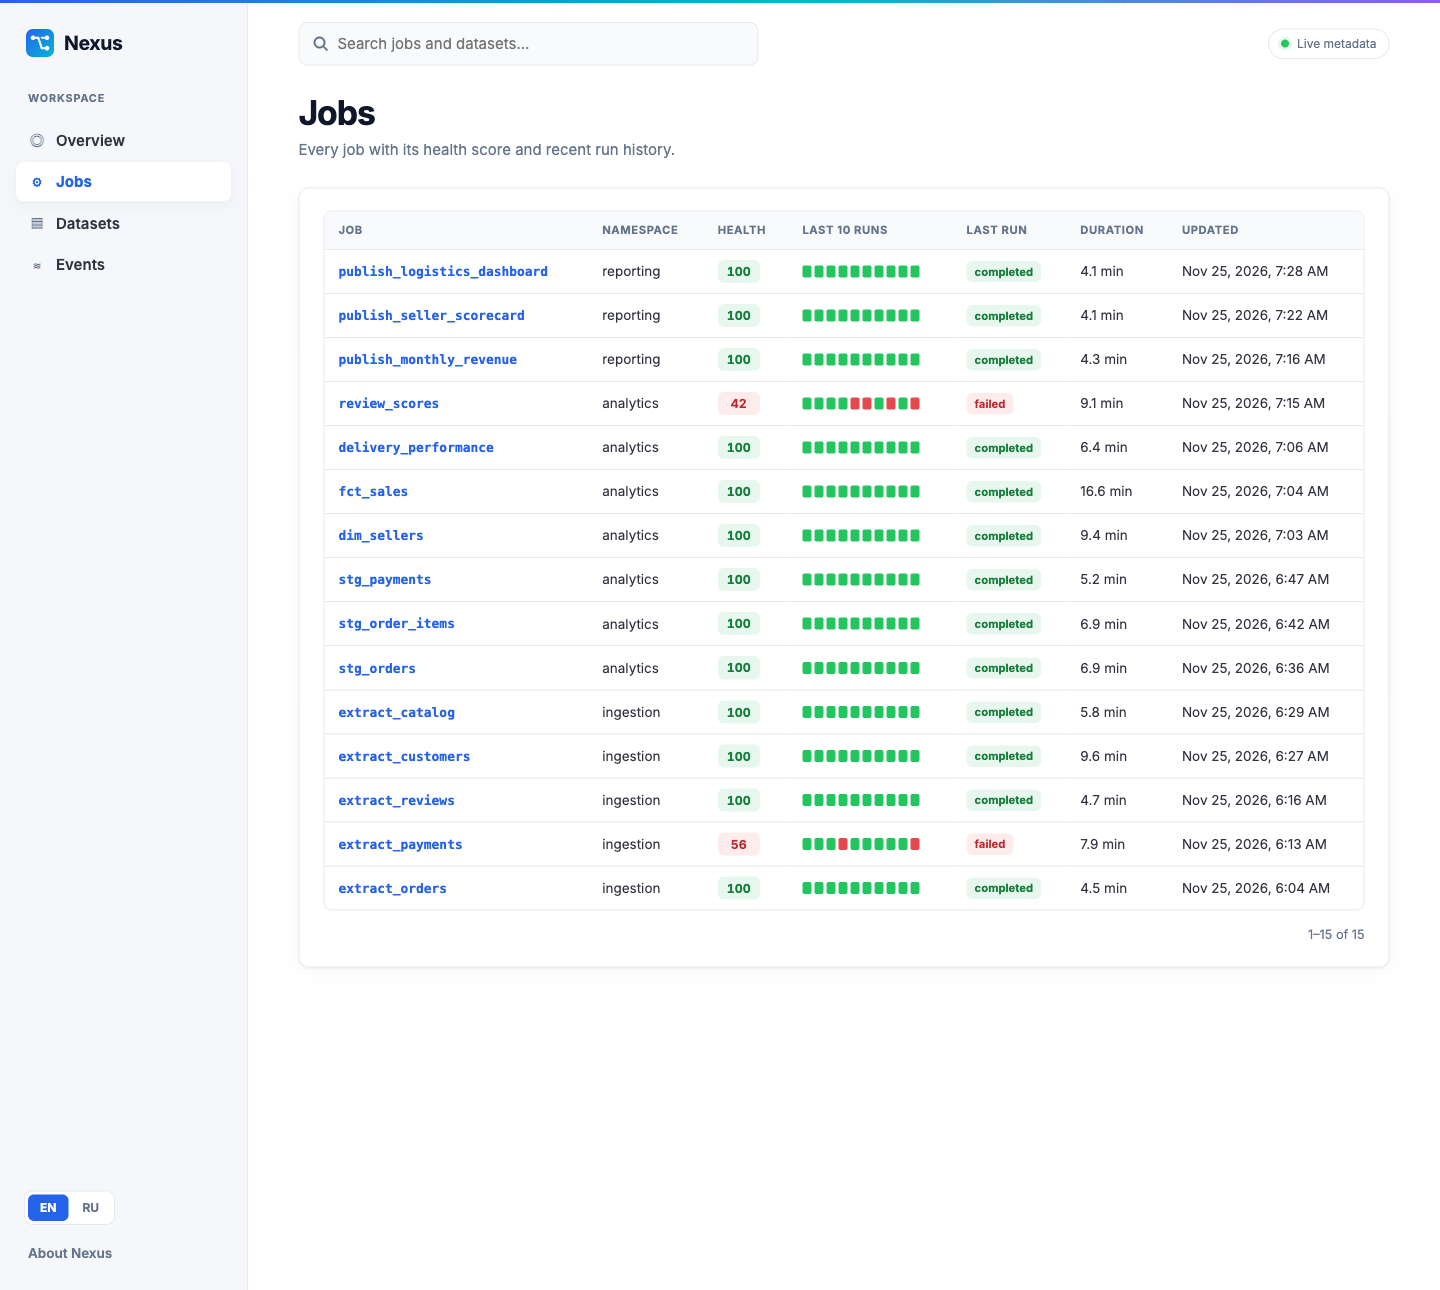 Nexus
Search jobs and datasets...
Live metadata
WORKSPACE
Overview
Jobs
Datasets
Events
Jobs
Every job with its health score and recent run history.
JOB NAMESPACE HEALTH LAST 10 RUNS LAST RUN DURATION UPDATED
publish_logistics_dashboard reporting 100 completed 4.1 min Nov 25, 2026, 7:28 AM
publish_seller_scorecard reporting 100 completed 4.1 min Nov 25, 2026, 7:22 AM
publish_monthly_revenue reporting 100 completed 4.3 min Nov 25, 2026, 7:16 AM
review_scores analytics 42 failed 9.1 min Nov 25, 2026, 7:15 AM
delivery_performance analytics 100 completed 6.4 min Nov 25, 2026, 7:06 AM
fct_sales analytics 100 completed 16.6 min Nov 25, 2026, 7:04 AM
dim_sellers analytics 100 completed 9.4 min Nov 25, 2026, 7:03 AM
stg_payments analytics 100 completed 5.2 min Nov 25, 2026, 6:47 AM
stg_order_items analytics 100 completed 6.9 min Nov 25, 2026, 6:42 AM
stg_orders analytics 100 completed 6.9 min Nov 25, 2026, 6:36 AM
extract_catalog ingestion 100 completed 5.8 min Nov 25, 2026, 6:29 AM
extract_customers ingestion 100 completed 9.6 min Nov 25, 2026, 6:27 AM
extract_reviews ingestion 100 completed 4.7 min Nov 25, 2026, 6:16 AM
extract_payments ingestion 56 failed 7.9 min Nov 25, 2026, 6:13 AM
extract_orders ingestion 100 completed 4.5 min Nov 25, 2026, 6:04 AM
1–15 of 15
EN RU
About Nexus